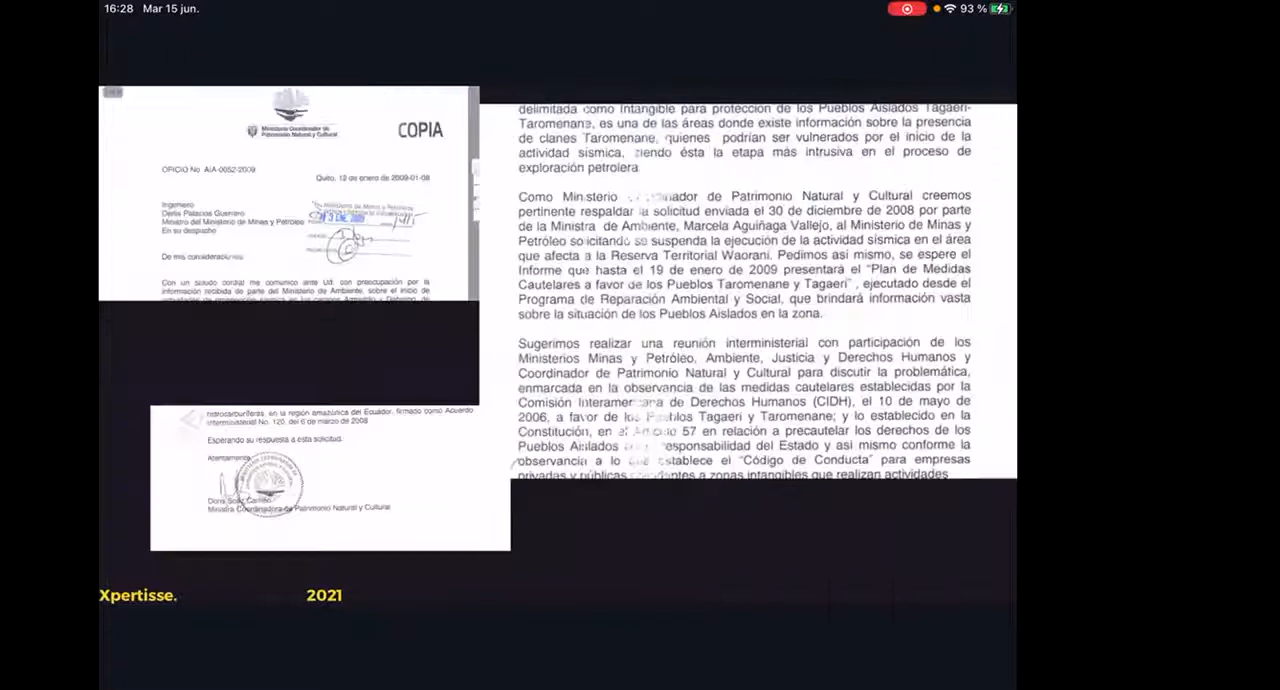 16:28 Mar 15 jun.
93 %
Ministerio Coordinador de
Patrimonio Natural y Cultural
COPIA
OFICIO No AIA-0052-2009
Quito, 12 de enero de 2009-01-08
Ingeniero
Derlis Palacios Guerrero
Ministro del Ministerio de Minas y Petróleo
En su despacho
3 ENE 2009
De mis consideraciones
Con un saludo cordial me comunico ante Ud. con preocupación por la
información recibida de parte del Ministerio de Ambiente, sobre el inicio de
hidrocarburíferas, en la región amazónica del Ecuador, firmado como Acuerdo
Interministerial No. 120, del 6 de marzo de 2008
Esperando su respuesta a esta solicitud.
Atentamente
Doris Soliz Carrión
Ministra Coordinadora de Patrimonio Natural y Cultural
delimitada como Intangible para protección de los Pueblos Aislados Tagaeri-
Taromenane, es una de las áreas donde existe información sobre la presencia
de clanes Taromenane, quienes podrían ser vulnerados por el inicio de la
actividad sísmica, siendo ésta la etapa más intrusiva en el proceso de
exploración petrolera
Como Ministerio Coordinador de Patrimonio Natural y Cultural creemos
pertinente respaldar la solicitud enviada el 30 de diciembre de 2008 por parte
de la Ministra de Ambiente, Marcela Aguiñaga Vallejo, al Ministerio de Minas y
Petróleo solicitando se suspenda la ejecución de la actividad sísmica en el área
que afecta a la Reserva Territorial Waorani. Pedimos así mismo, se espere el
Informe que hasta el 19 de enero de 2009 presentará el "Plan de Medidas
Cautelares a favor de los Pueblos Taromenane y Tagaeri", ejecutado desde el
Programa de Reparación Ambiental y Social, que brindará información vasta
sobre la situación de los Pueblos Aislados en la zona.
Sugerimos realizar una reunión interministerial con participación de los
Ministerios Minas y Petróleo, Ambiente, Justicia y Derechos Humanos y
Coordinador de Patrimonio Natural y Cultural para discutir la problemática,
enmarcada en la observancia de las medidas cautelares establecidas por la
Comisión Interamericana de Derechos Humanos (CIDH), el 10 de mayo de
2006, a favor de los Pueblos Tagaeri y Taromenane; y lo establecido en la
Constitución, en el Artículo 57 en relación a precautelar los derechos de los
Pueblos Aislados responsabilidad del Estado y así mismo conforme la
observancia a lo que establece el "Código de Conducta" para empresas
privadas y públicas a zonas intangibles que realizan actividades
Xpertisse. 2021